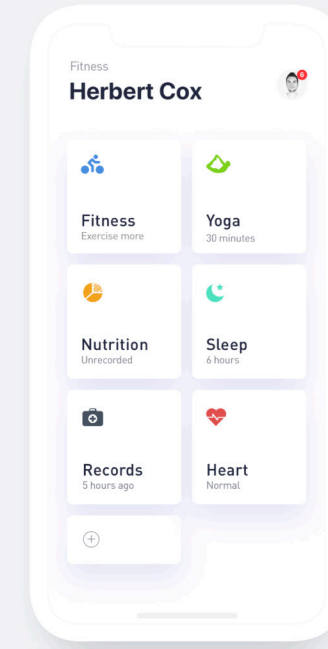 Fitness
Herbert Cox
6
Fitness
Exercise more
Yoga
30 minutes
Nutrition
Unrecorded
Sleep
6 hours
Records
5 hours ago
Heart
Normal